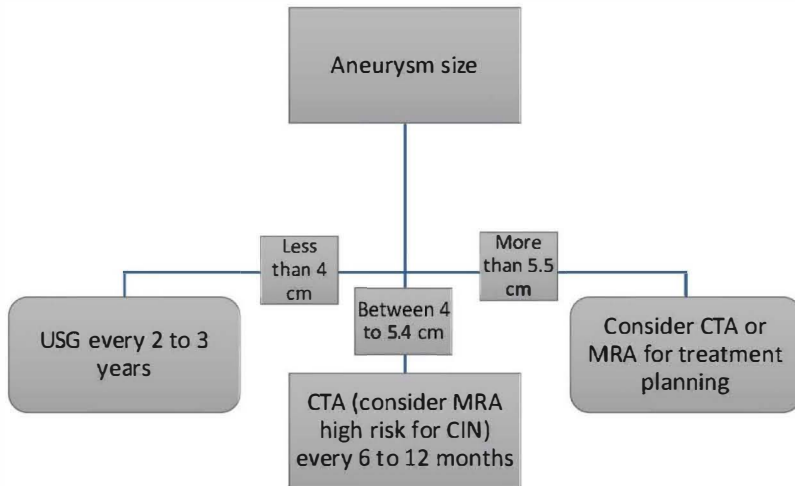 Aneurysm size
Less
than 4
cm
More
than 5.5
cm
Between 4
to 5.4 cm
USG every 2 to 3
years
Consider CTA or
MRA for treatment
planning
CTA (consider MRA
high risk for CIN)
every 6 to 12 months